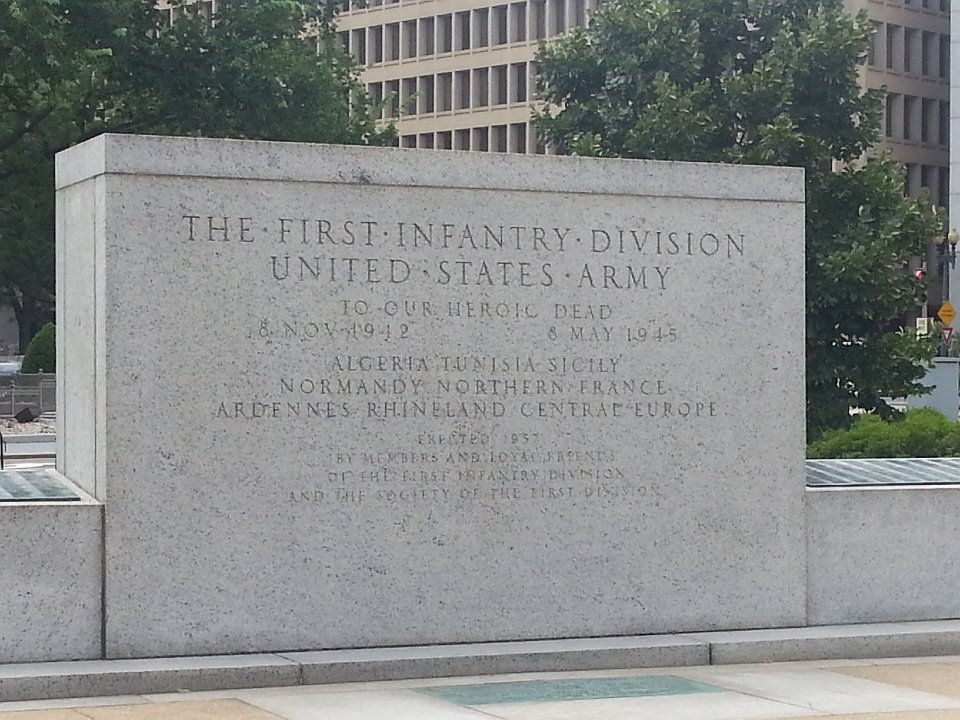 THE·FIRST·INFANTRY·DIVISION
UNITED·STATES·ARMY
TO OUR HEROIC DEAD
8 NOV 1942 8 MAY 1945
ALGERIA·TUNISIA·SICILY
NORMANDY·NORTHERN·FRANCE
ARDENNES·RHINELAND·CENTRAL·EUROPE
ERECTED 1957
BY MEMBERS AND LOYAL FRIENDS
OF THE FIRST INFANTRY DIVISION
AND THE SOCIETY OF THE FIRST DIVISION